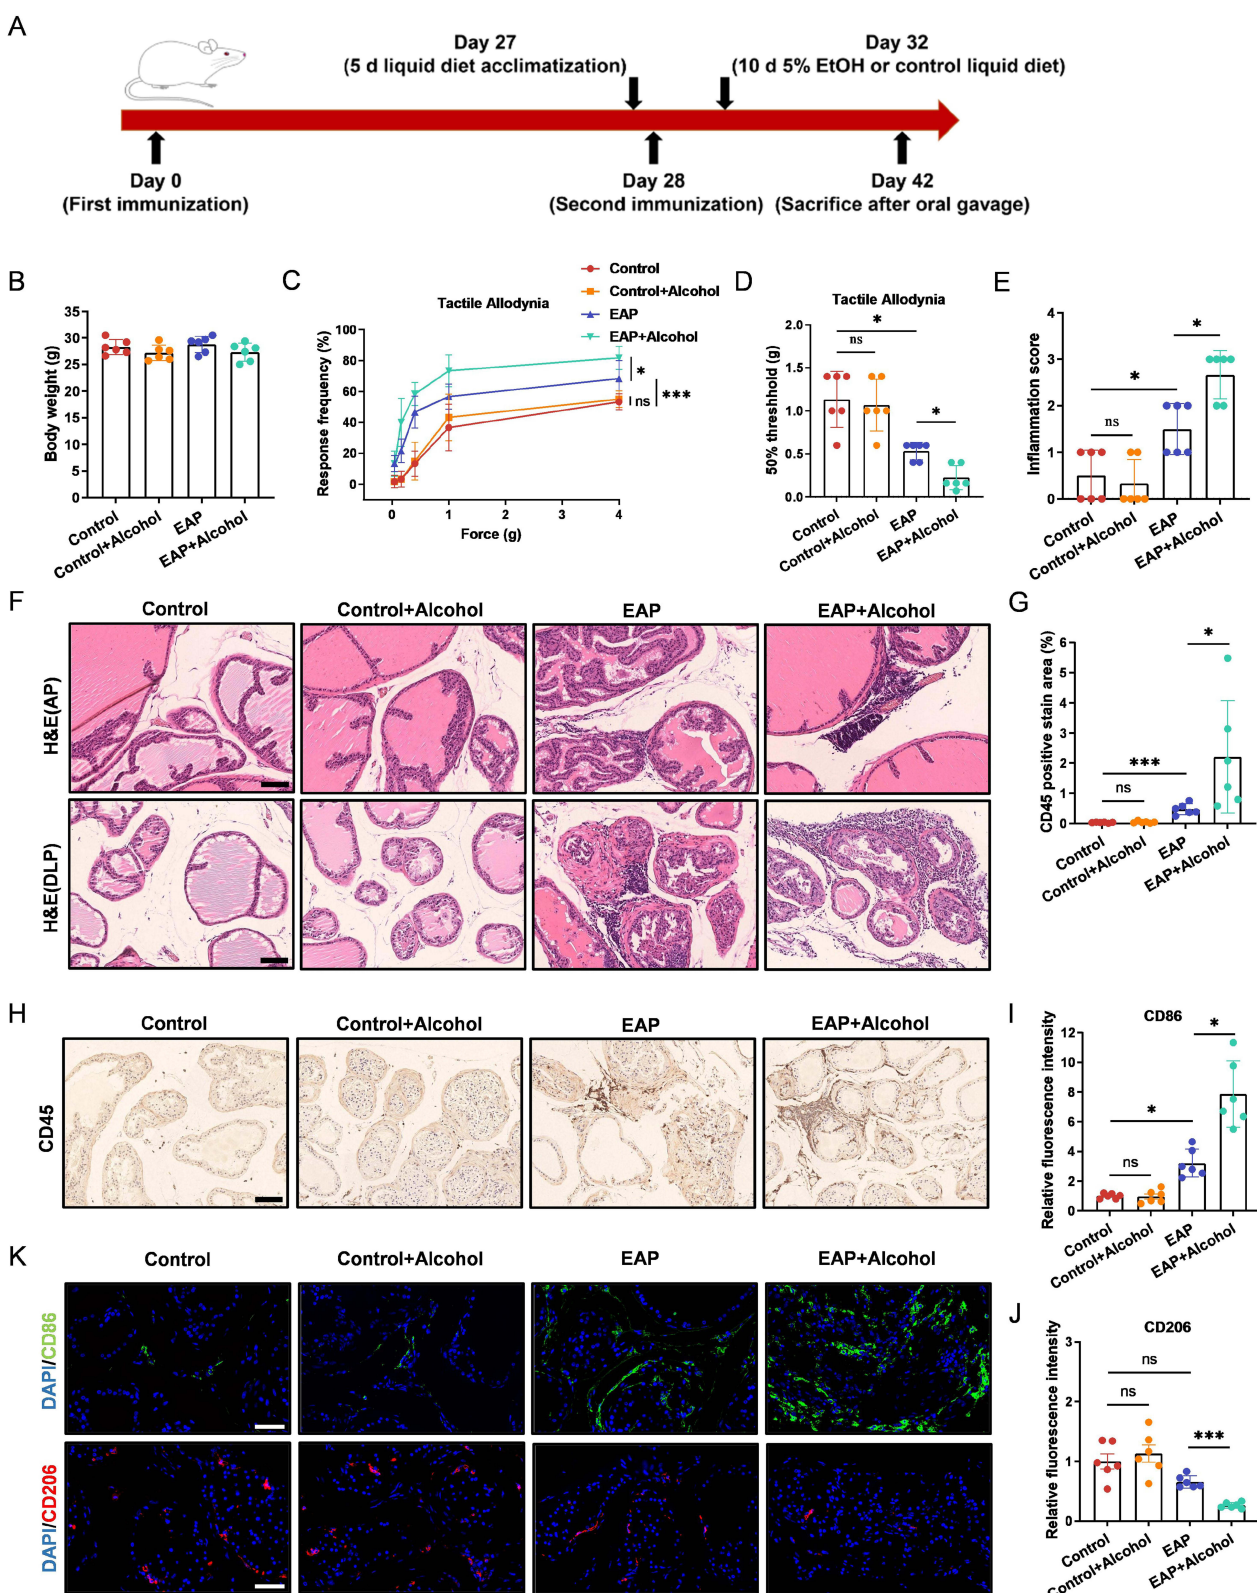 A
Day 27
(5 d liquid diet acclimatization)
Day 32
(10 d 5% EtOH or control liquid diet)
Day 0
(First immunization)
Day 28
(Second immunization)
Day 42
(Sacrifice after oral gavage)
B
Body weight (g)
35
30
25
20
15
10
5
0
Control
Control+Alcohol
EAP
EAP+Alcohol
C
Control
Control+Alcohol
EAP
EAP+Alcohol
Tactile Allodynia
Response frequency (%)
100
80
60
40
20
0
0
1
2
3
4
Force (g)
*
ns
***
D
Tactile Allodynia
50% threshhold (g)
2.0
1.5
1.0
0.5
0.0
*
ns
*
Control
Control+Alcohol
EAP
EAP+Alcohol
E
Inflammation score
4
3
2
1
0
*
*
ns
Control
Control+Alcohol
EAP
EAP+Alcohol
F
Control
Control+Alcohol
EAP
EAP+Alcohol
H&E(AP)
H&E(DLP)
G
CD45 positive stain area (%)
6
5
4
3
2
1
0
*
***
ns
Control
Control+Alcohol
EAP
EAP+Alcohol
H
Control
Control+Alcohol
EAP
EAP+Alcohol
CD45
I
CD86
Relative fluorescence intensity
12
10
8
6
4
2
0
*
*
ns
Control
Control+Alcohol
EAP
EAP+Alcohol
K
Control
Control+Alcohol
EAP
EAP+Alcohol
DAPI/CD86
DAPI/CD206
J
CD206
Relative fluorescence intensity
3
2
1
0
ns
ns
***
Control
Control+Alcohol
EAP
EAP+Alcohol